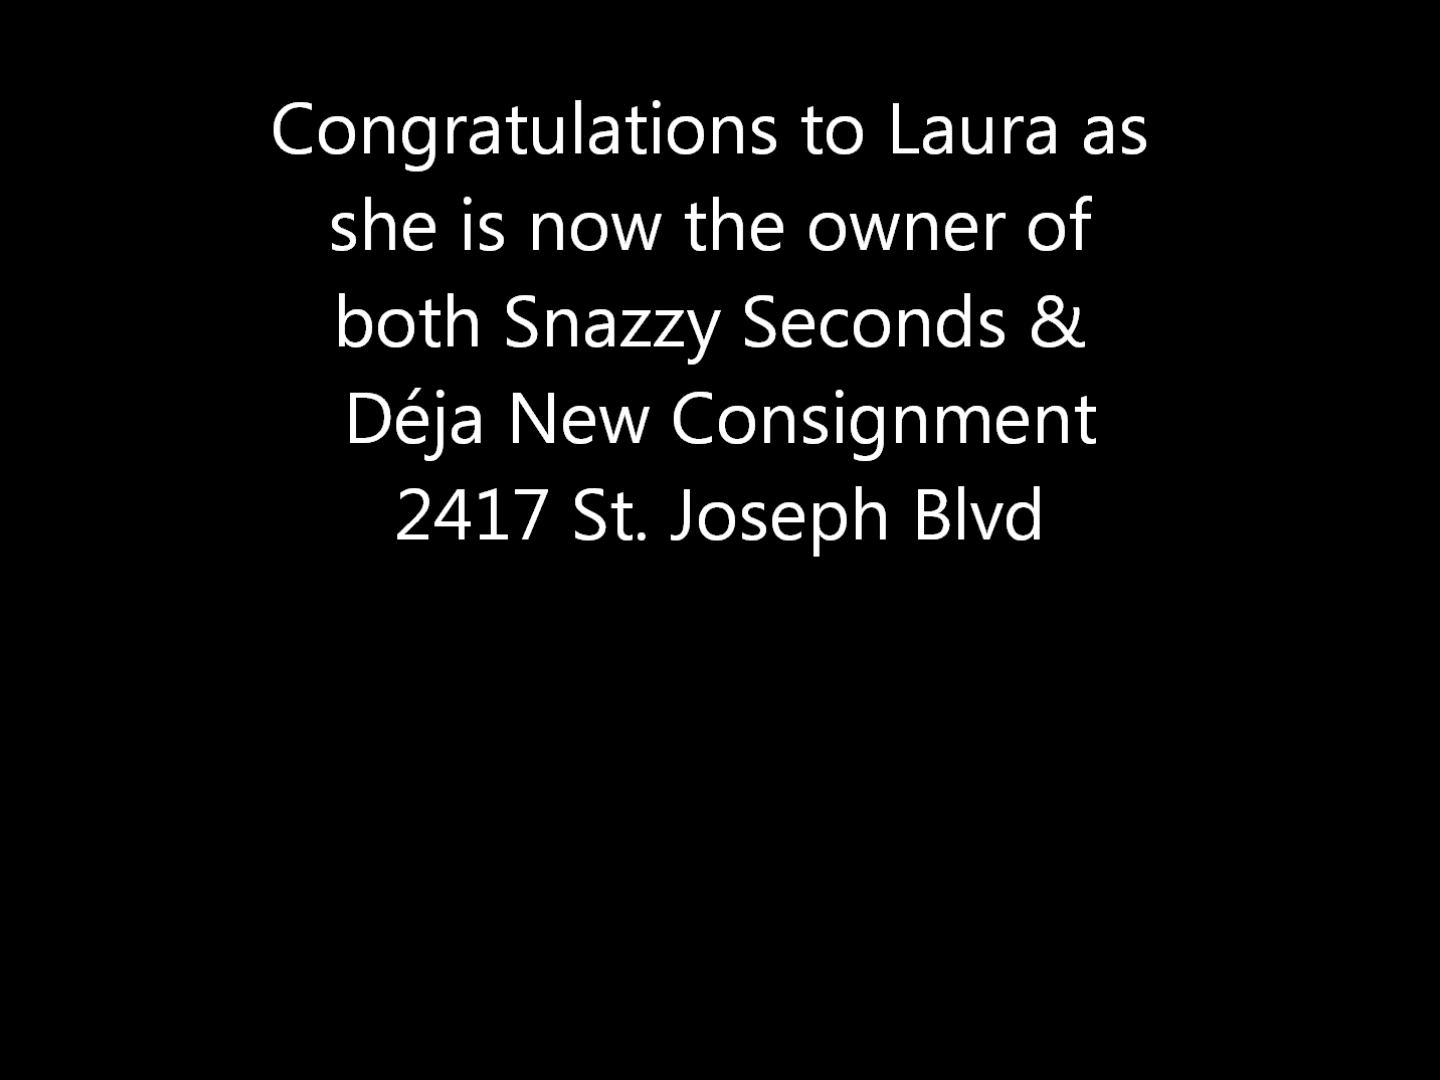 Congratulations to Laura as
she is now the owner of
both Snazzy Seconds &
Déja New Consignment
2417 St. Joseph Blvd